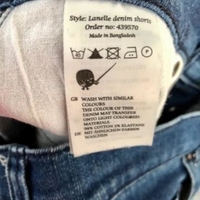 Style: Lanelle denim shorts
Order no: 439570
Made in Bangladesh
GB WASH WITH SIMILAR
COLOURS
THE COLOUR OF THIS
DENIM MAY TRANSFER
ONTO LIGHT COLOURED
MATERIALS
98% COTTON 2% ELASTANE
DE MIT ÄHNLICHEN FARBEN
WASCHEN